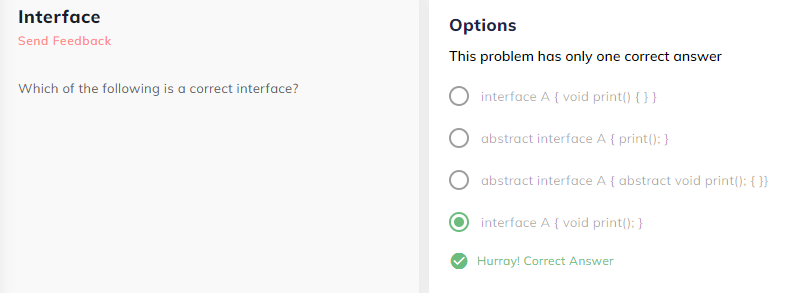 Interface
Send Feedback
Which of the following is a correct interface?
Options
This problem has only one correct answer
interface A { void print() { } }
abstract interface A { print(); }
abstract interface A { abstract void print(); { }}
interface A { void print(); }
Hurray! Correct Answer